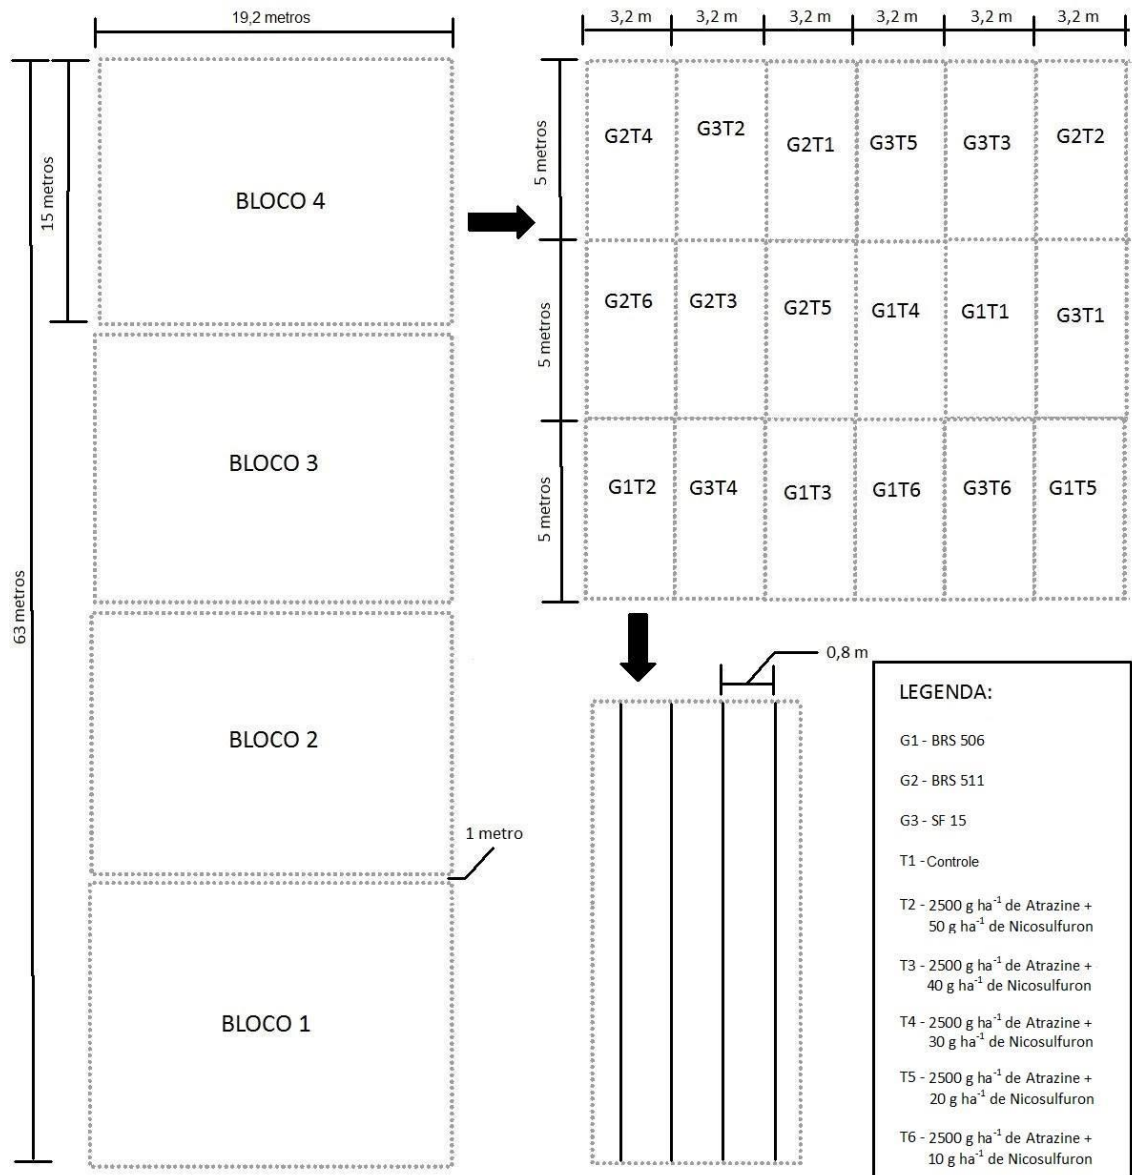 19,2 metros
3,2 m 3,2 m 3,2 m 3,2 m 3,2 m 3,2 m
63 metros
15 metros
BLOCO 4
BLOCO 3
BLOCO 2
1 metro
BLOCO 1
5 metros
G2T4 G3T2 G2T1 G3T5 G3T3 G2T2
5 metros
G2T6 G2T3 G2T5 G1T4 G1T1 G3T1
5 metros
G1T2 G3T4 G1T3 G1T6 G3T6 G1T5
0,8 m
LEGENDA:
G1 - BRS 506
G2 - BRS 511
G3 - SF 15
T1 - Controle
T2 - 2500 g ha⁻¹ de Atrazine +
50 g ha⁻¹ de Nicosulfuron
T3 - 2500 g ha⁻¹ de Atrazine +
40 g ha⁻¹ de Nicosulfuron
T4 - 2500 g ha⁻¹ de Atrazine +
30 g ha⁻¹ de Nicosulfuron
T5 - 2500 g ha⁻¹ de Atrazine +
20 g ha⁻¹ de Nicosulfuron
T6 - 2500 g ha⁻¹ de Atrazine +
10 g ha⁻¹ de Nicosulfuron